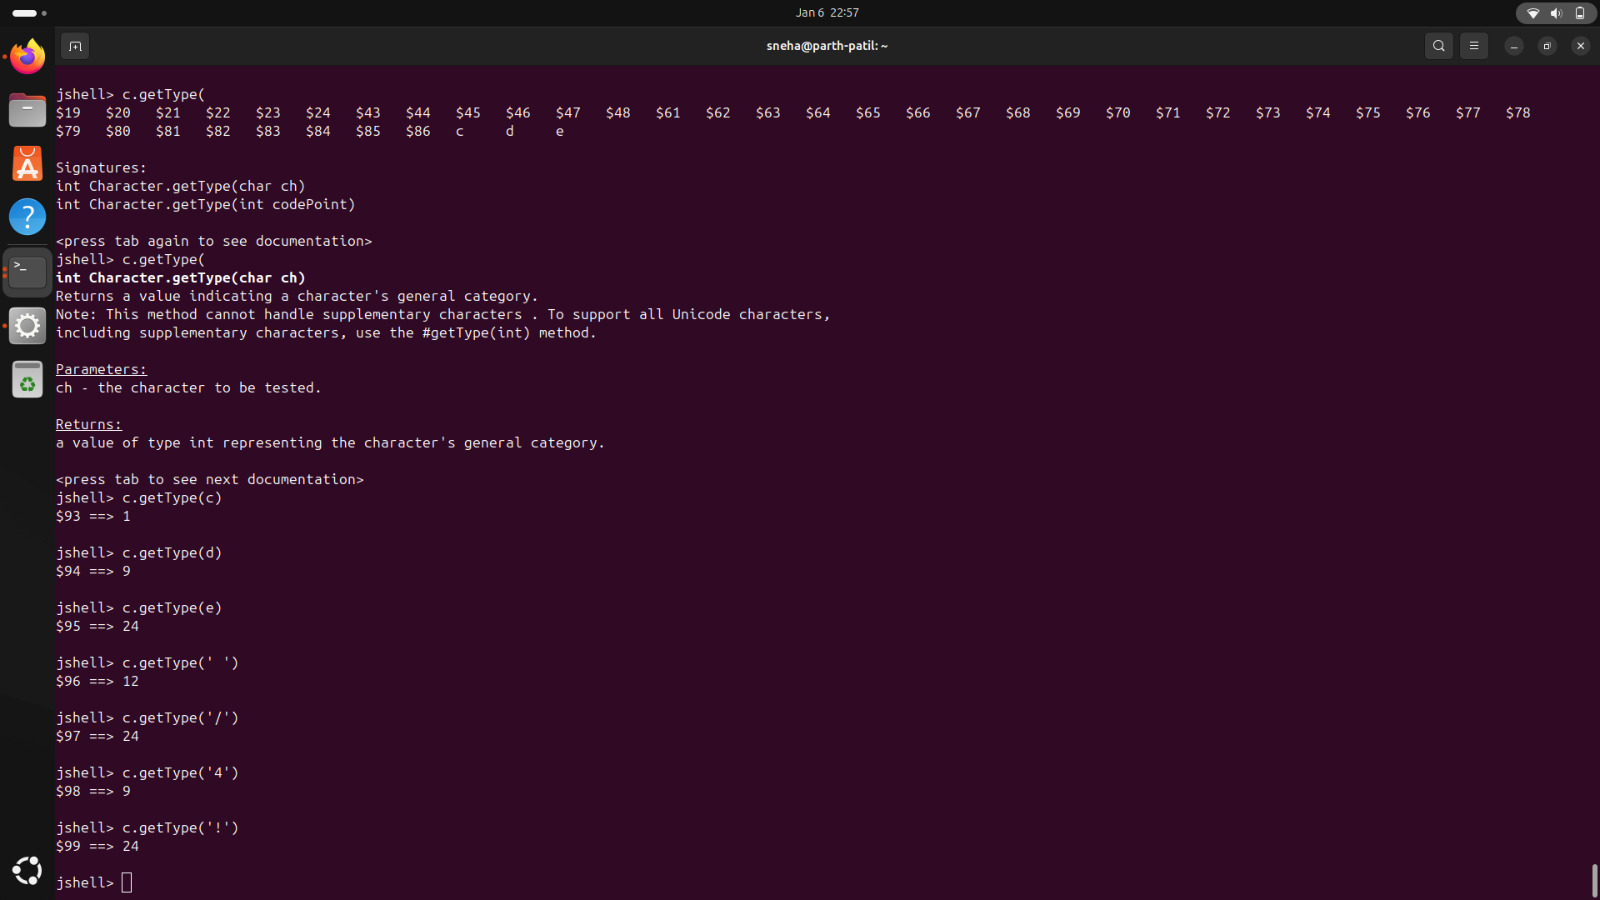 Jan 6 22:57
sneha@parth-patil: ~
jshell> c.getType(
$19 $20 $21 $22 $23 $24 $43 $44 $45 $46 $47 $48 $61 $62 $63 $64 $65 $66 $67 $68 $69 $70 $71 $72 $73 $74 $75 $76 $77 $78
$79 $80 $81 $82 $83 $84 $85 $86 c d e
Signatures:
int Character.getType(char ch)
int Character.getType(int codePoint)
<press tab again to see documentation>
jshell> c.getType(
int Character.getType(char ch)
Returns a value indicating a character's general category.
Note: This method cannot handle supplementary characters . To support all Unicode characters,
including supplementary characters, use the #getType(int) method.
Parameters:
ch - the character to be tested.
Returns:
a value of type int representing the character's general category.
<press tab to see next documentation>
jshell> c.getType(c)
$93 ==> 1
jshell> c.getType(d)
$94 ==> 9
jshell> c.getType(e)
$95 ==> 24
jshell> c.getType(' ')
$96 ==> 12
jshell> c.getType('/')
$97 ==> 24
jshell> c.getType('4')
$98 ==> 9
jshell> c.getType('!')
$99 ==> 24
jshell>